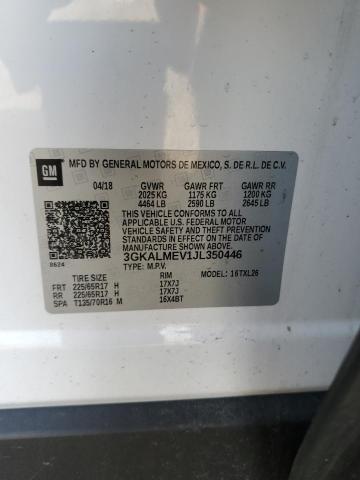 GM
MFD BY GENERAL MOTORS DE MEXICO, S. DE R.L. DE C.V.
04/18 GVWR GAWR FRT GAWR RR
2025 KG 1175 KG 1200 KG
4464 LB 2590 LB 2645 LB
THIS VEHICLE CONFORMS TO ALL APPLICABLE
U.S. FEDERAL MOTOR VEHICLE SAFETY, BUMPER, AND
THEFT PREVENTION STANDARDS IN EFFECT ON THE
DATE OF MANUFACTURE SHOWN ABOVE.
3GKALMEV1JL350446
8624 TYPE: M.P.V. MODEL: 16TXL26
TIRE SIZE RIM
FRT 225/65R17 H 17X7J
RR 225/65R17 H 17X7J
SPA T135/70R16 M 16X4BT